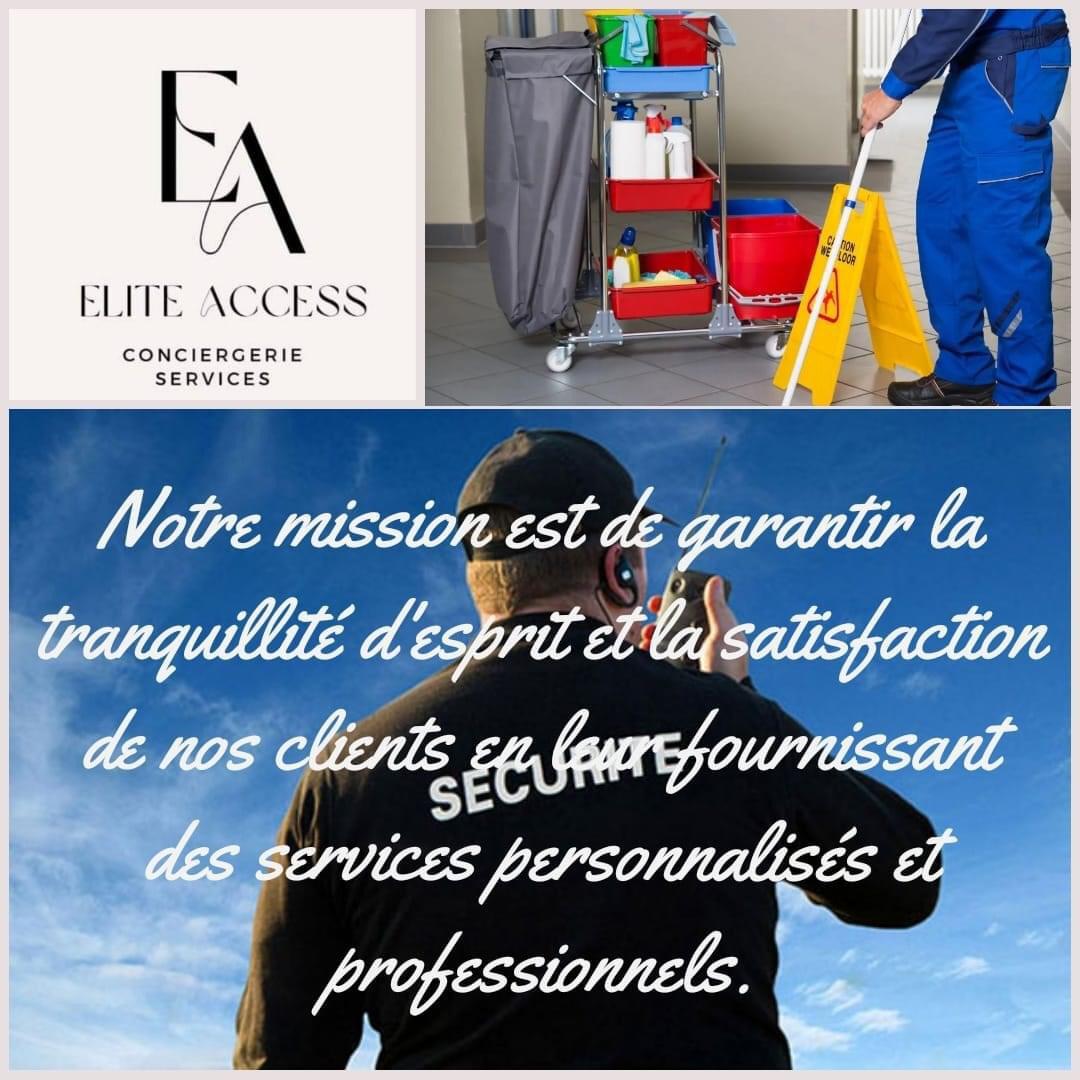 EA
ELITE ACCESS
CONCIERGERIE
SERVICES
CAUTION
WET FLOOR
Notre mission est de garantir la
tranquillité d'esprit et la satisfaction
de nos clients en leur fournissant
SECURITE
des services personnalisés et
professionnels.